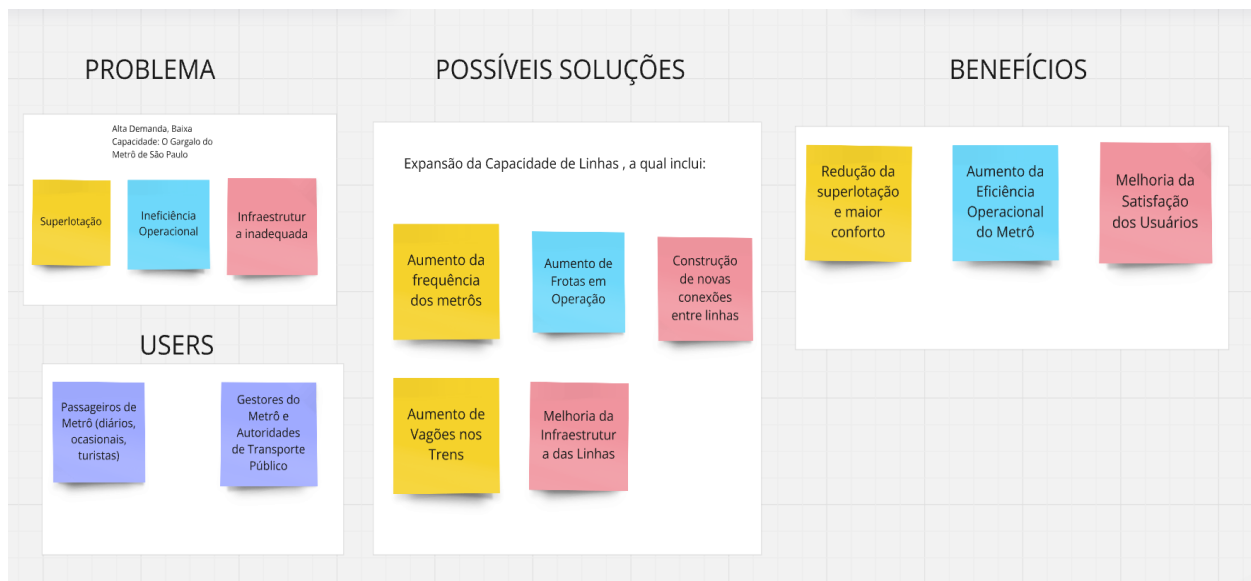 PROBLEMA
Alta Demanda, Baixa
Capacidade: O Gargalo do
Metrô de São Paulo
Superlotação
Ineficiência
Operacional
Infraestrutur
a inadequada
USERS
Passageiros de
Metrô (diários,
ocasionais,
turistas)
Gestores do
Metrô e
Autoridades
de Transporte
Público
POSSÍVEIS SOLUÇÕES
Expansão da Capacidade de Linhas , a qual inclui:
Aumento da
frequência
dos metrôs
Aumento de
Frotas em
Operação
Construção
de novas
conexões
entre linhas
Aumento de
Vagões nos
Trens
Melhoria da
Infraestrutur
a das Linhas
BENEFÍCIOS
Redução da
superlotação
e maior
conforto
Aumento da
Eficiência
Operacional
do Metrô
Melhoria da
Satisfação
dos Usuários